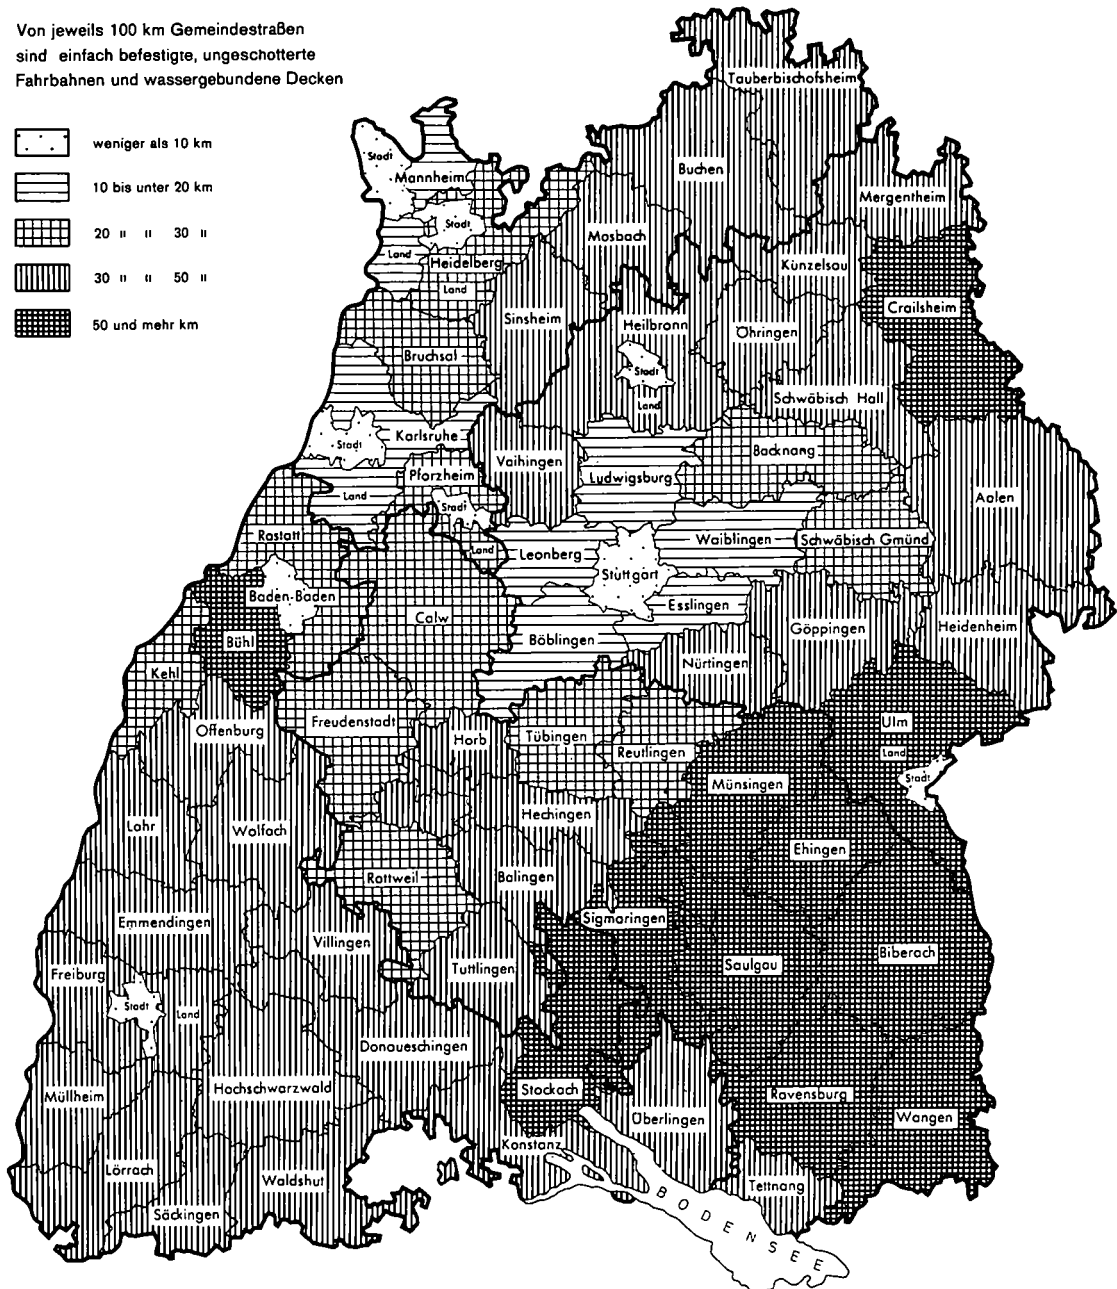 Von jeweils 100 km Gemeindestraßen
sind einfach befestigte, ungeschotterte
Fahrbahnen und wassergebundene Decken
weniger als 10 km
10 bis unter 20 km
20 " " 30 "
30 " " 50 "
50 und mehr km
Tauberbischofsheim
Stadt
Mannheim
Buchen
Mergentheim
Stadt
Mosbach
Land
Heidelberg
Künzelsau
Land
Sinsheim
Heilbronn
Öhringen
Crailsheim
Bruchsal
Stadt
Land
Schwäbisch Hall
Stadt
Karlsruhe
Backnang
Vaihingen
Pforzheim
Ludwigsburg
Land
Aalen
Stadt
Rastatt
Waiblingen
Schwäbisch Gmünd
Land
Leonberg
Stuttgart
Baden-Baden
Esslingen
Calw
Göppingen
Heidenheim
Bühl
Böblingen
Nürtingen
Kehl
Freudenstadt
Ulm
Offenburg
Horb
Tübingen
Reutlingen
Land
Stadt
Münsingen
Hechingen
Lahr
Wolfach
Ehingen
Rottweil
Balingen
Emmendingen
Sigmaringen
Villingen
Biberach
Freiburg
Tuttlingen
Saulgau
Stadt
Land
Donaueschingen
Müllheim
Hochschwarzwald
Stockach
Ravensburg
Überlingen
Wangen
Konstanz
Lörrach
Waldshut
Tettnang
Säckingen
BODENSEE